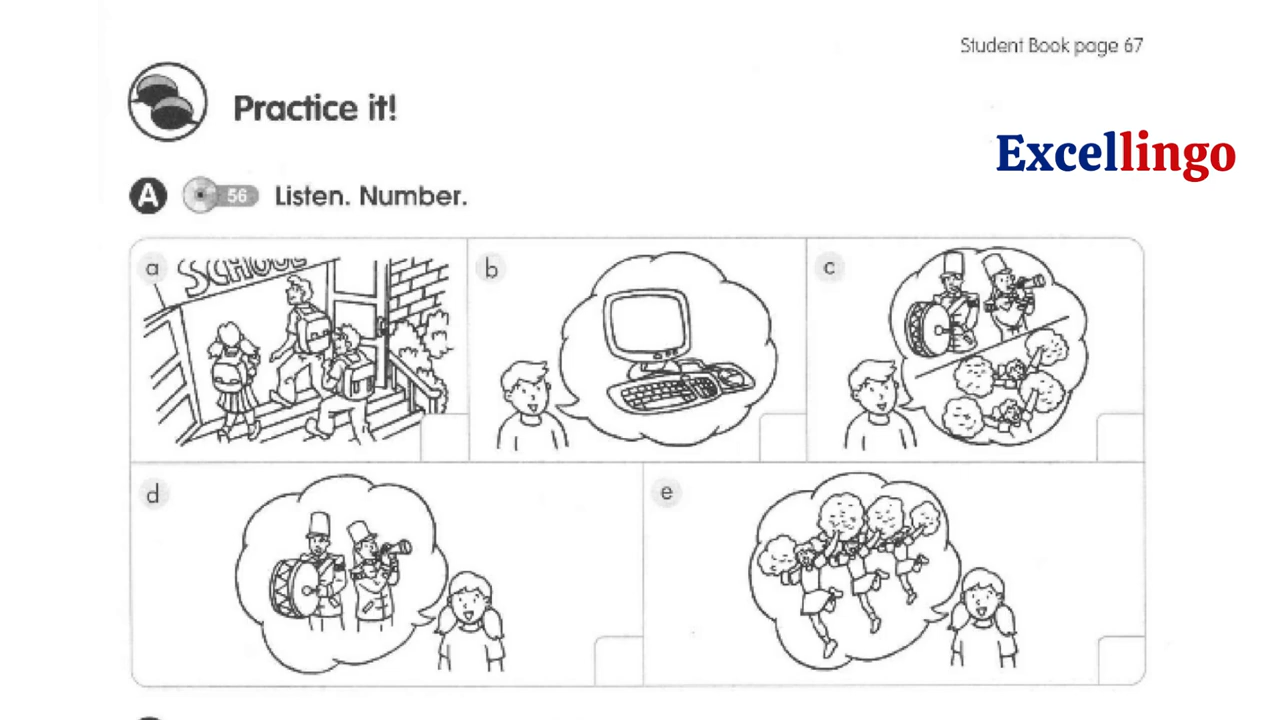 Student Book page 67
Practice it!
Excellingo
A 56 Listen. Number.
a
SCHOOL
b
c
d
e